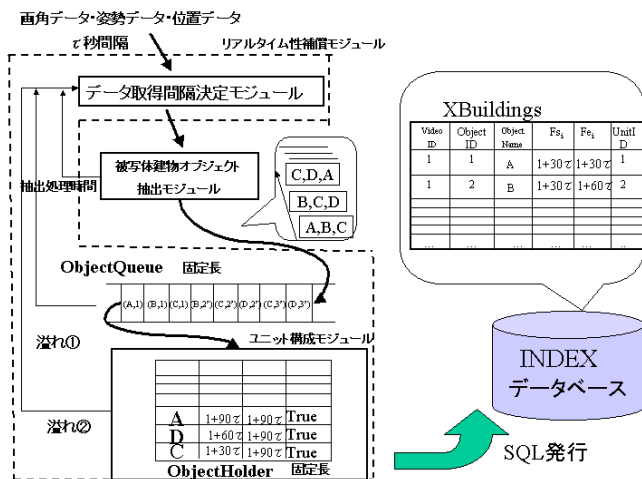 画角データ・姿勢データ・位置データ
τ秒間隔
リアルタイム性補償モジュール
データ取得間隔決定モジュール
被写体建物オブジェクト
抽出モジュール
抽出処理時間
C,D,A
B,C,D
A,B,C
ObjectQueue 固定長
(A,1) (B,1) (C,1) (B,2') (C,2') (D,2') (C,3') (D,3')
溢れ①
ユニット構成モジュール
溢れ②
A 1+90τ 1+90τ True
D 1+60τ 1+90τ True
C 1+30τ 1+90τ True
ObjectHolder 固定長
XBuildings
Video ID Object ID Object Name Fsi Fei UnitI D
1 1 A 1+30τ 1+30τ 1
1 2 B 1+30τ 1+60τ 2
... ... ... ... ... ..
INDEX
データベース
SQL発行